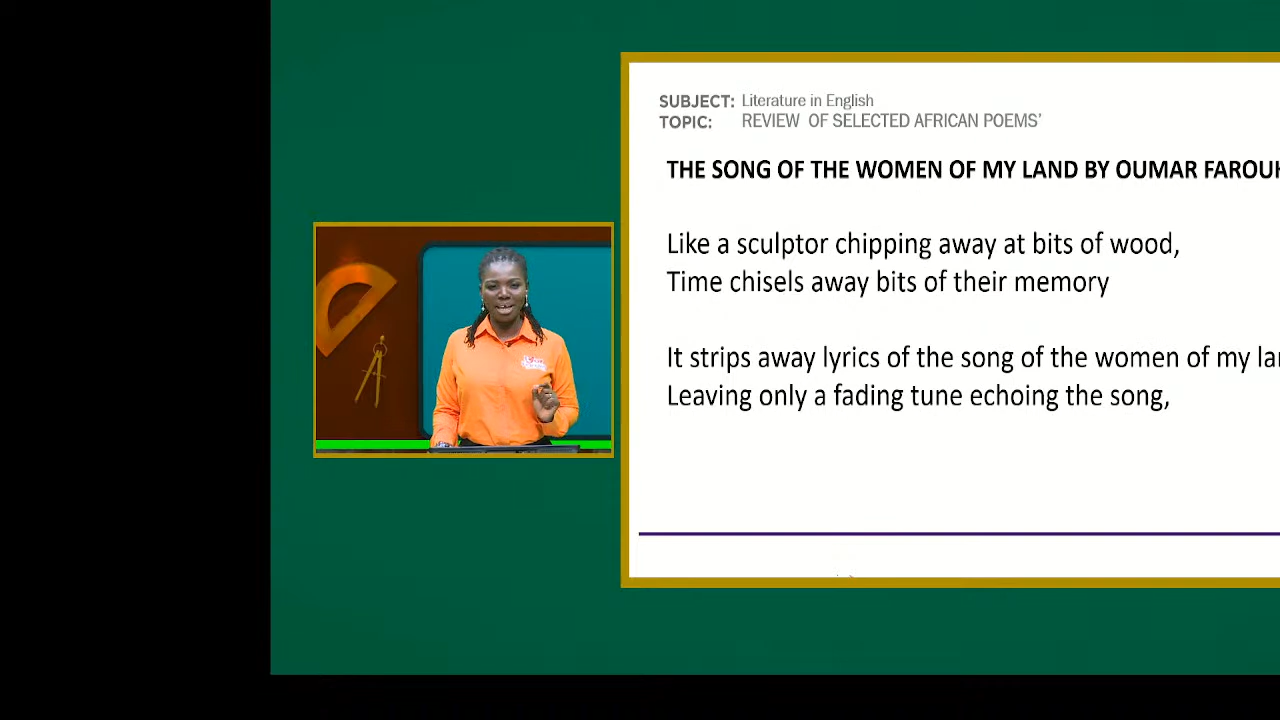 SUBJECT: Literature in English
TOPIC: REVIEW OF SELECTED AFRICAN POEMS’
THE SONG OF THE WOMEN OF MY LAND BY OUMAR
Like a sculptor chipping away at bits of wood,
Time chisels away bits of their memory
It strips away lyrics of the song of the women of my
Leaving only a fading tune echoing the song,